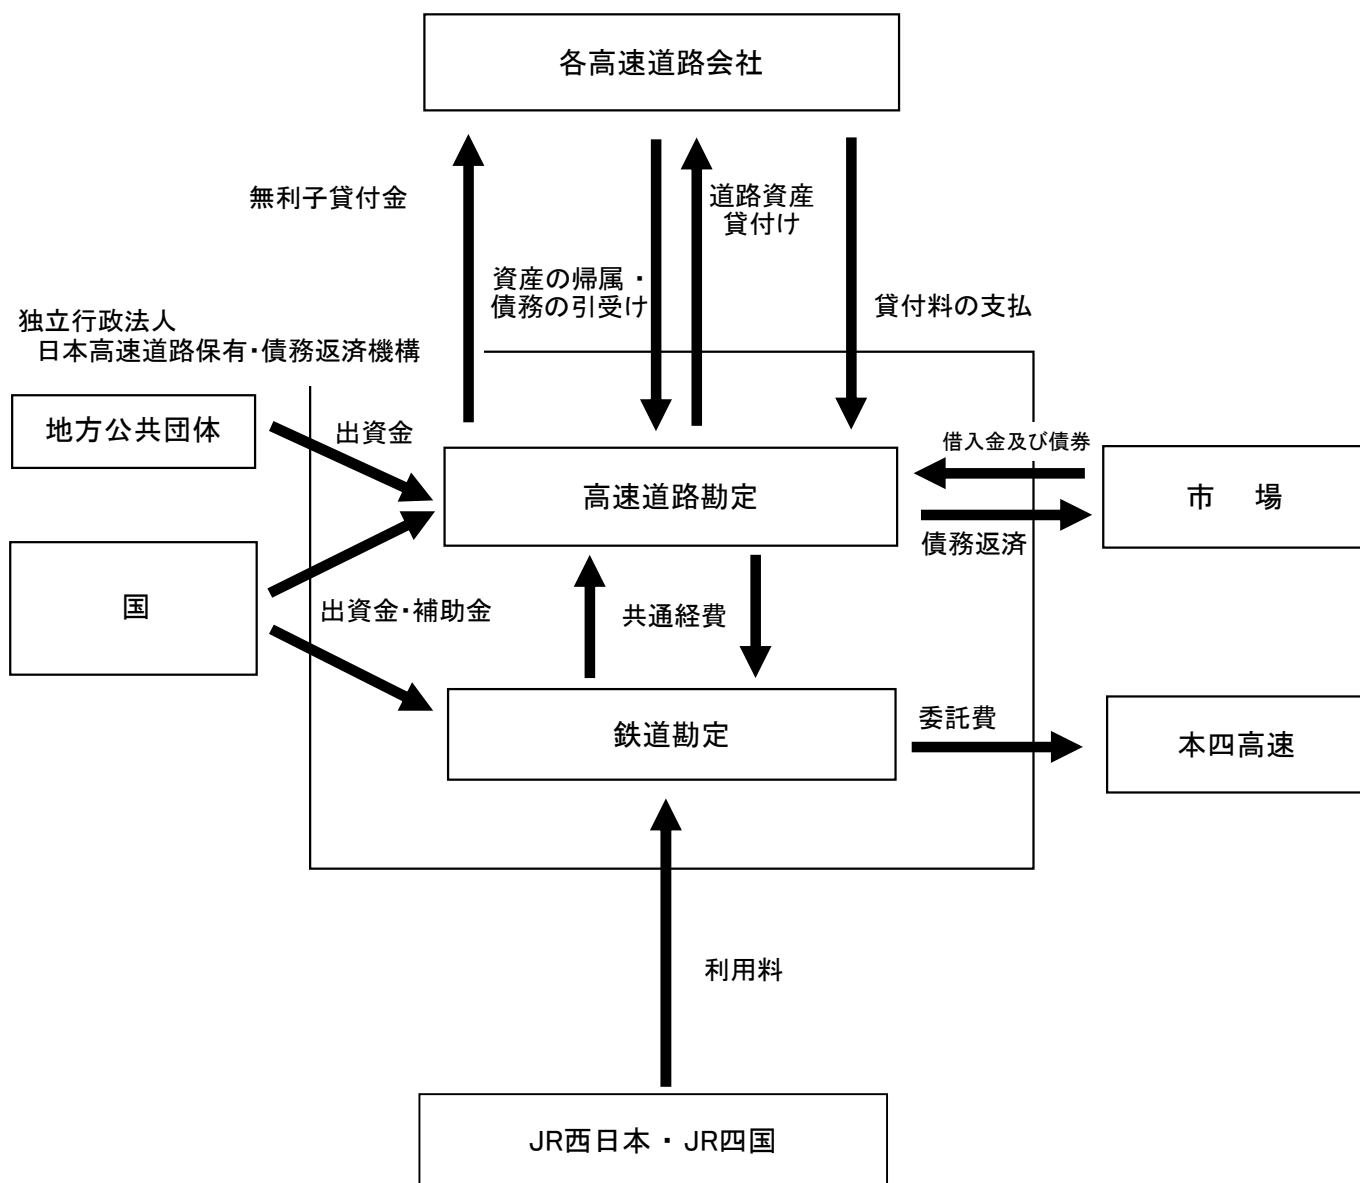 各高速道路会社
無利子貸付金
道路資産
貸付け
資産の帰属・
債務の引受け
貸付料の支払
独立行政法人
日本高速道路保有・債務返済機構
地方公共団体
出資金
借入金及び債券
高速道路勘定
市 場
債務返済
国
出資金・補助金
共通経費
鉄道勘定
委託費
本四高速
利用料
JR西日本・JR四国